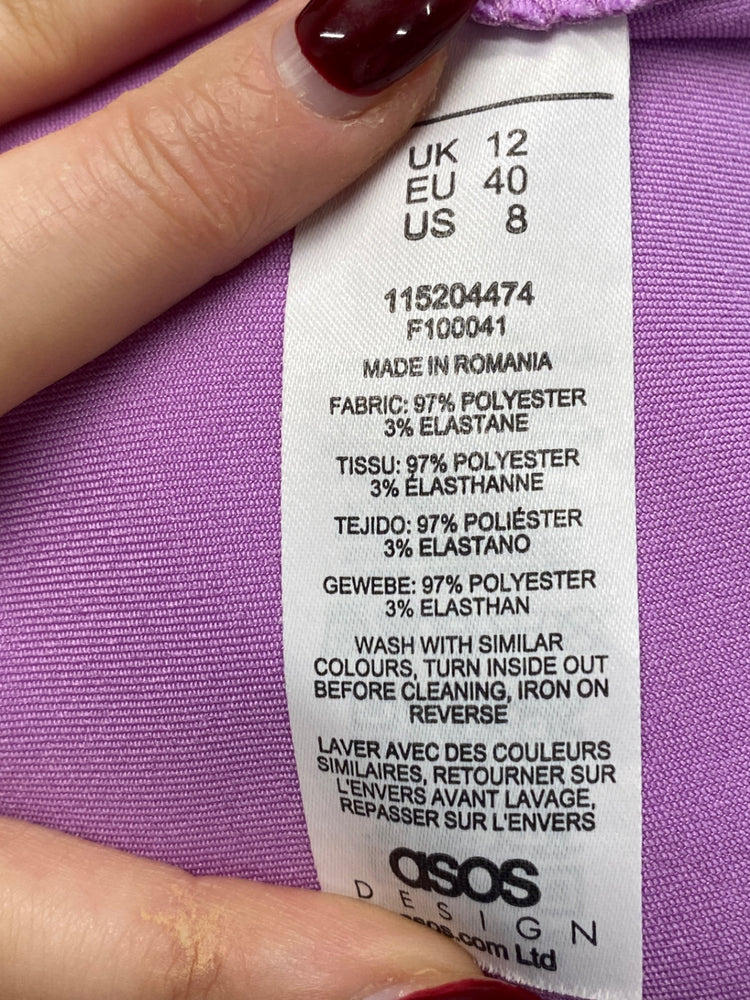 UK 12
EU 40
US 8
115204474
F100041
MADE IN ROMANIA
FABRIC: 97% POLYESTER
3% ELASTANE
TISSU: 97% POLYESTER
3% ÉLASTHANNE
TEJIDO: 97% POLIÉSTER
3% ELASTANO
GEWEBE: 97% POLYESTER
3% ELASTHAN
WASH WITH SIMILAR
COLOURS, TURN INSIDE OUT
BEFORE CLEANING, IRON ON
REVERSE
LAVER AVEC DES COULEURS
SIMILAIRES, RETOURNER SUR
L'ENVERS AVANT LAVAGE,
REPASSER SUR L'ENVERS
asos
DESIGN
asos.com Ltd